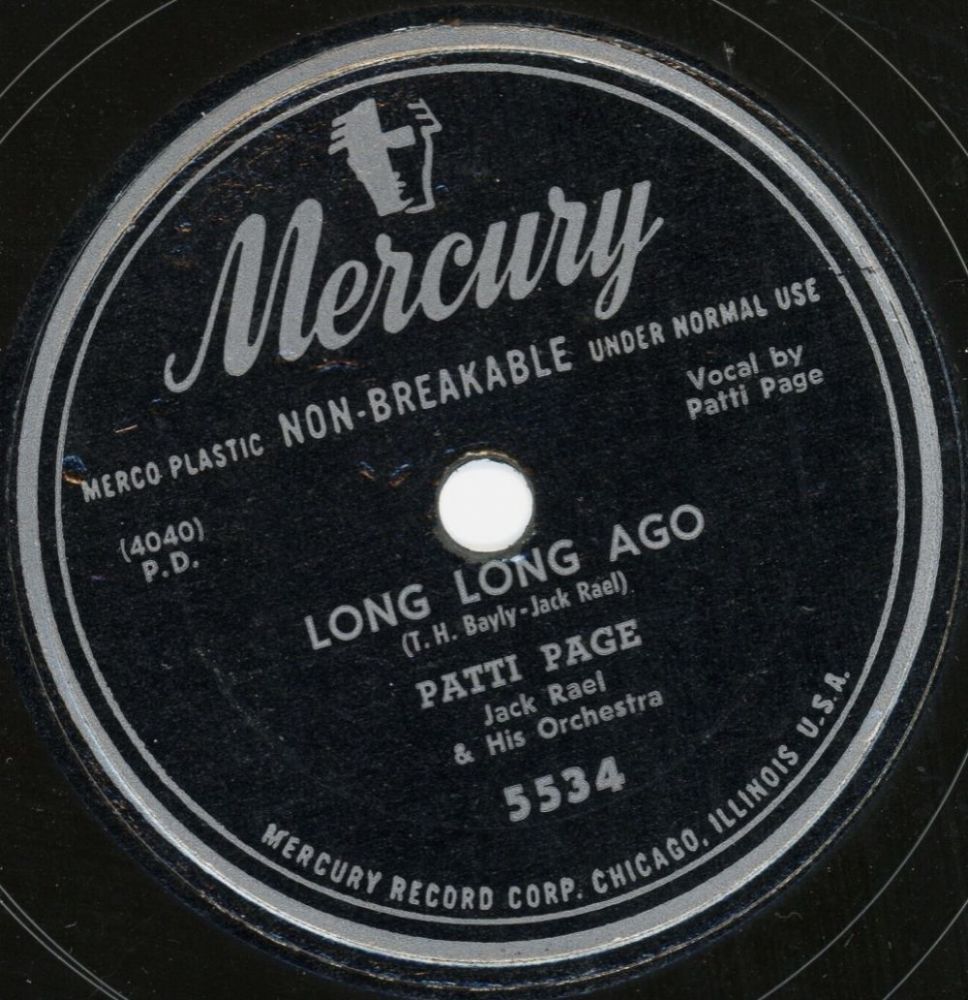 Mercury
MERCO PLASTIC NON-BREAKABLE UNDER NORMAL USE
Vocal by
Patti Page
(4040)
P.D.
LONG LONG AGO
(T. H. Bayly-Jack Rael)
PATTI PAGE
Jack Rael
& His Orchestra
5534
MERCURY RECORD CORP. CHICAGO, ILLINOIS U.S.A.